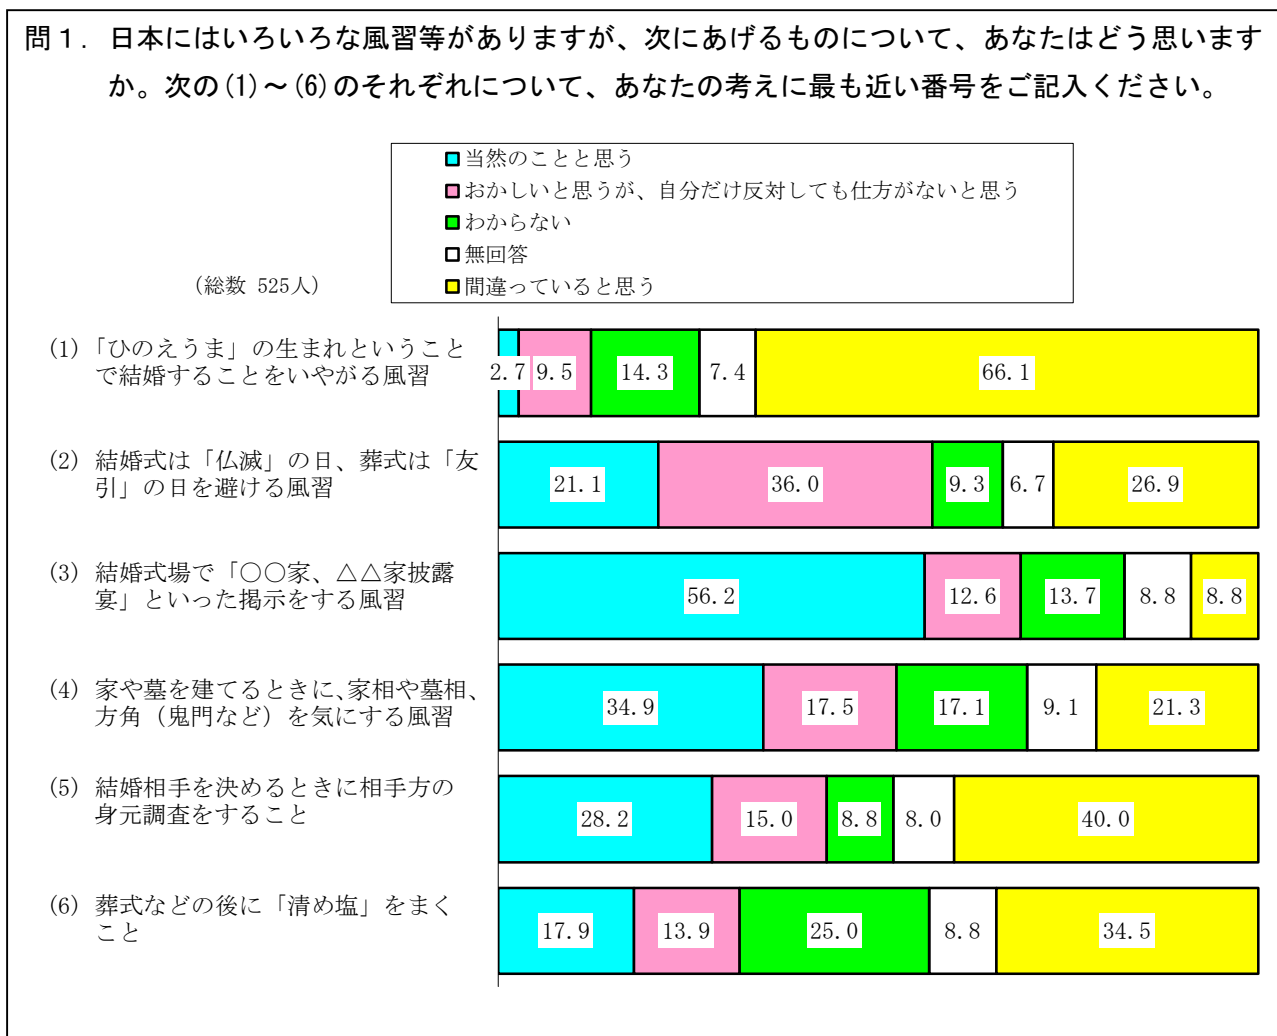 問１．日本にはいろいろな風習等がありますが、次にあげるものについて、あなたはどう思います
か。次の(1)～(6)のそれぞれについて、あなたの考えに最も近い番号をご記入ください。
当然のことと思う
おかしいと思うが、自分だけ反対しても仕方がないと思う
わからない
無回答
間違っていると思う
（総数 525人）
(1) 「ひのえうま」の生まれということ
で結婚することをいやがる風習
2.7 9.5 14.3 7.4 66.1
(2) 結婚式は「仏滅」の日、葬式は「友
引」の日を避ける風習
21.1 36.0 9.3 6.7 26.9
(3) 結婚式場で「○○家、△△家披露
宴」といった掲示をする風習
56.2 12.6 13.7 8.8 8.8
(4) 家や墓を建てるときに、家相や墓相、
方角（鬼門など）を気にする風習
34.9 17.5 17.1 9.1 21.3
(5) 結婚相手を決めるときに相手方の
身元調査をすること
28.2 15.0 8.8 8.0 40.0
(6) 葬式などの後に「清め塩」をまく
こと
17.9 13.9 25.0 8.8 34.5